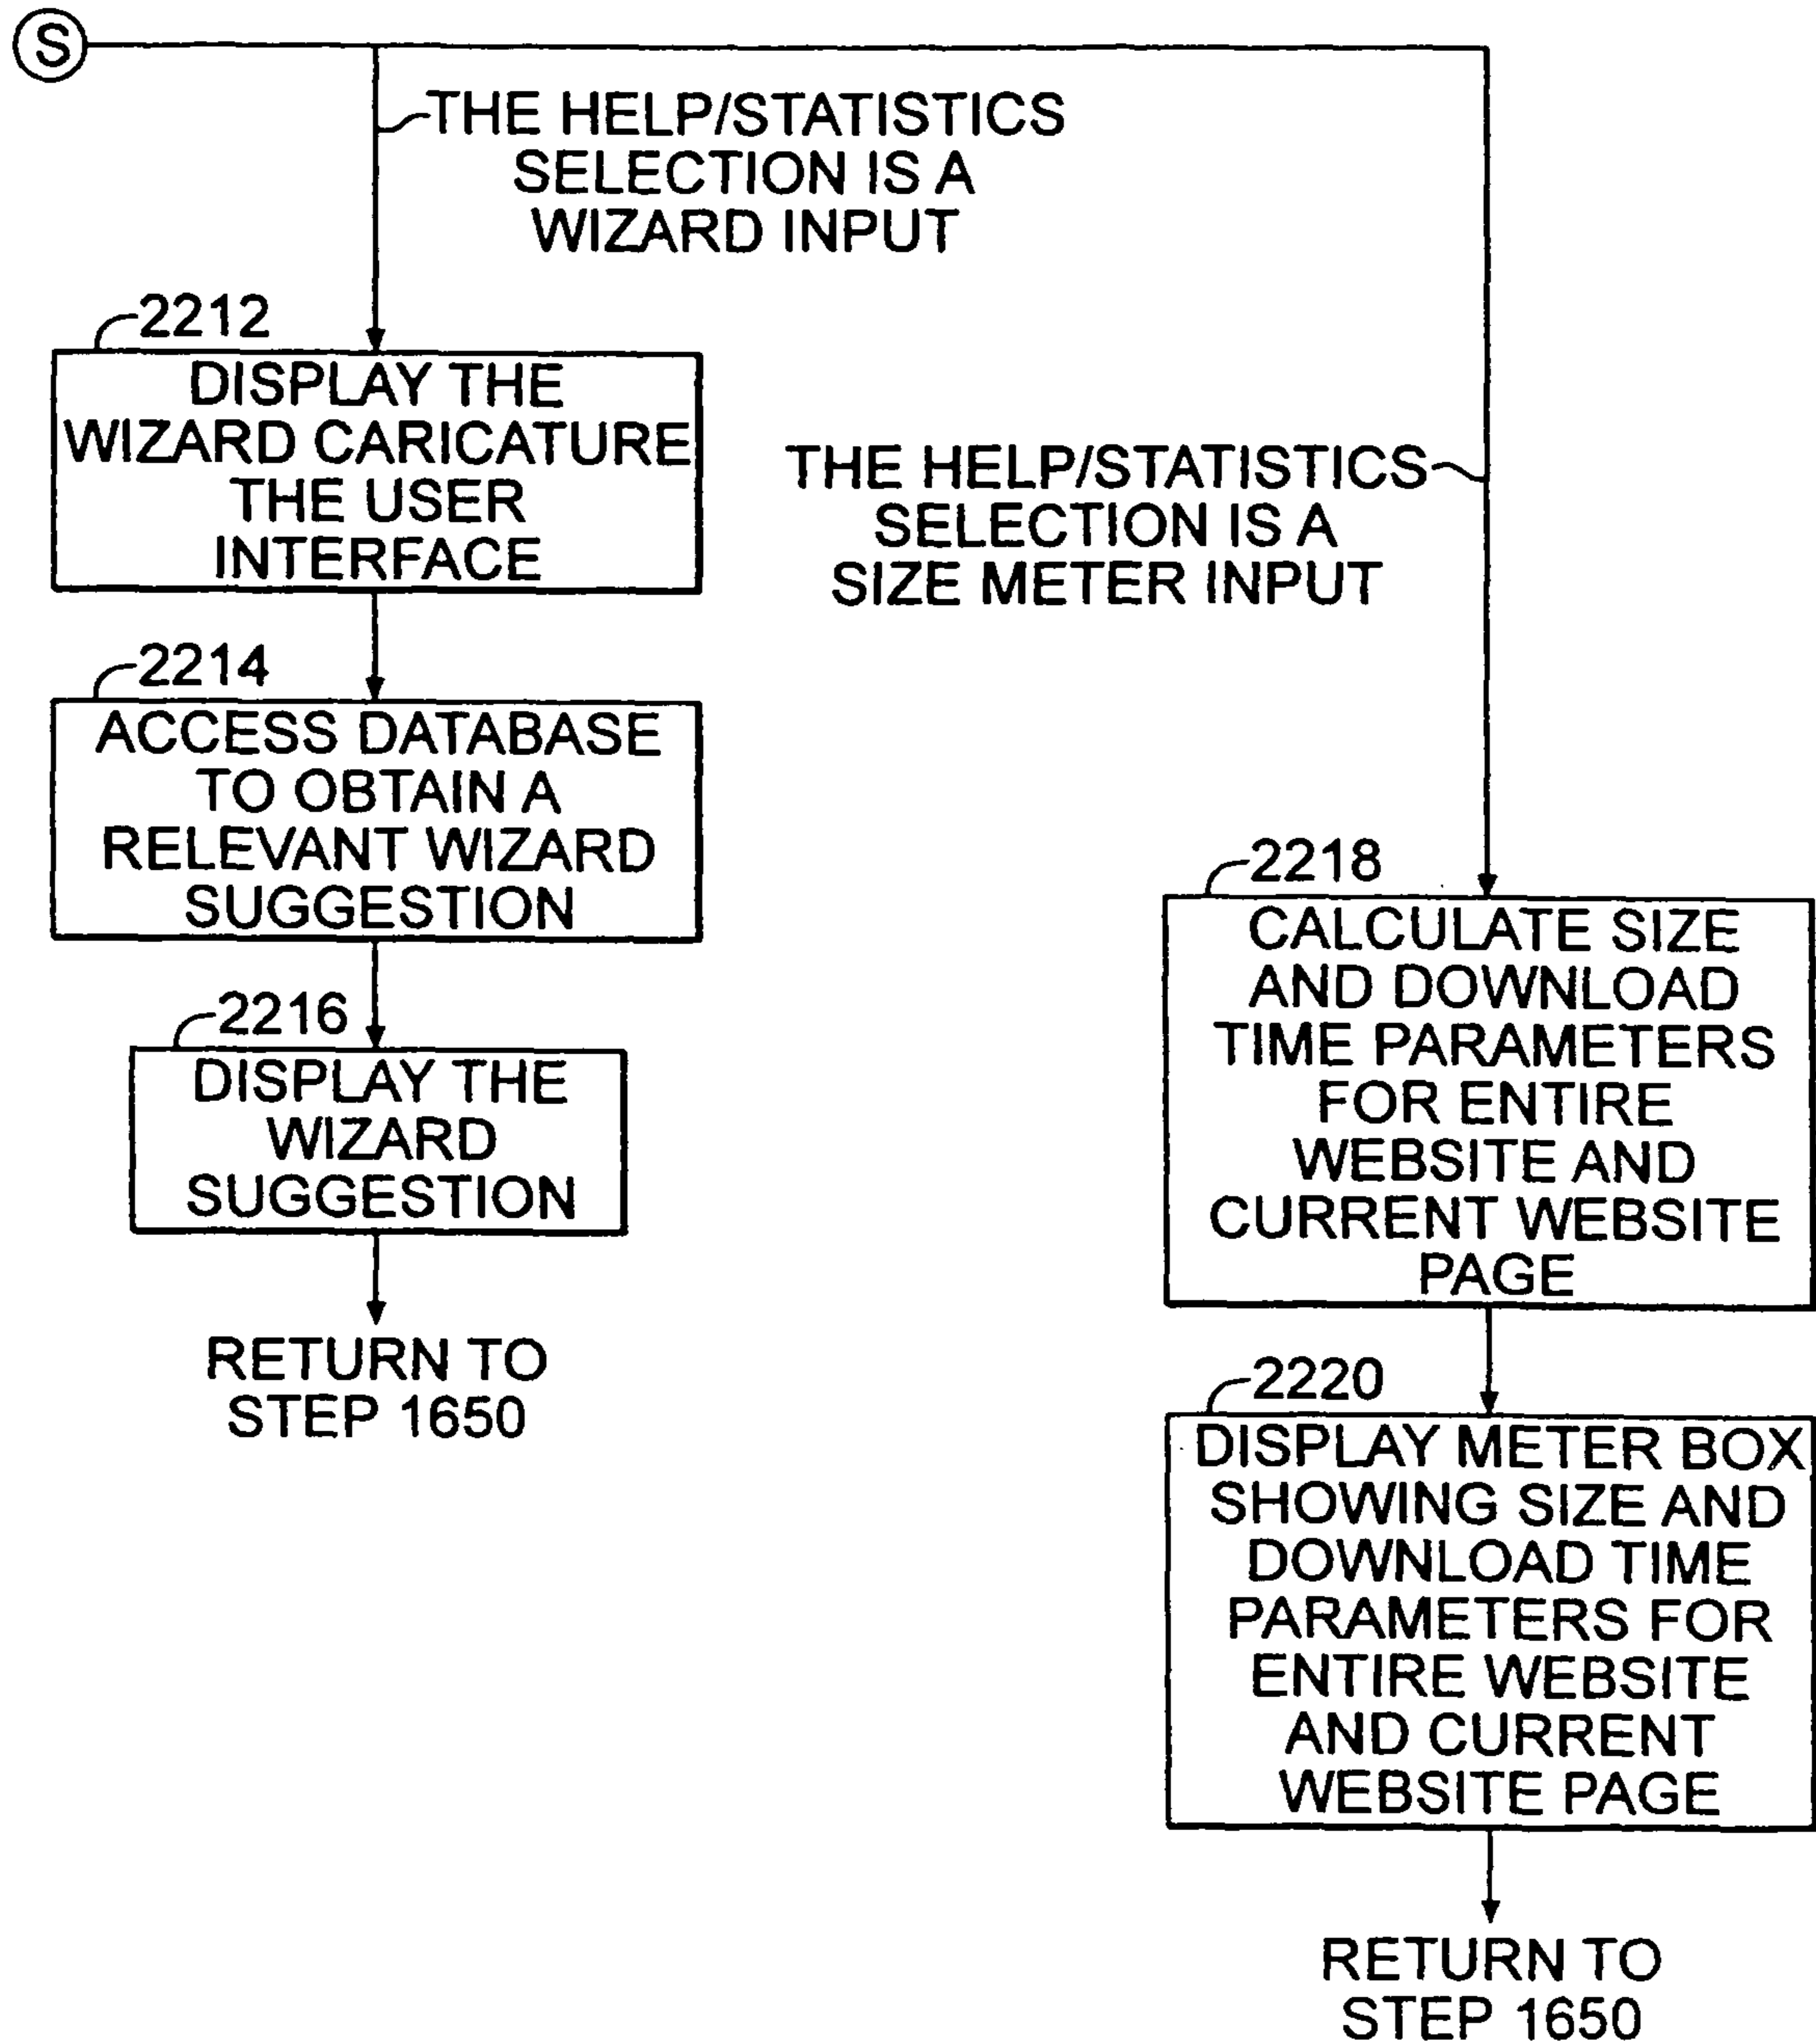 S
THE HELP/STATISTICS
SELECTION IS A
WIZARD INPUT
2212
DISPLAY THE
WIZARD CARICATURE
THE USER
INTERFACE
2214
ACCESS DATABASE
TO OBTAIN A
RELEVANT WIZARD
SUGGESTION
2216
DISPLAY THE
WIZARD
SUGGESTION
RETURN TO
STEP 1650
THE HELP/STATISTICS
SELECTION IS A
SIZE METER INPUT
2218
CALCULATE SIZE
AND DOWNLOAD
TIME PARAMETERS
FOR ENTIRE
WEBSITE AND
CURRENT WEBSITE
PAGE
2220
DISPLAY METER BOX
SHOWING SIZE AND
DOWNLOAD TIME
PARAMETERS FOR
ENTIRE WEBSITE
AND CURRENT
WEBSITE PAGE
RETURN TO
STEP 1650